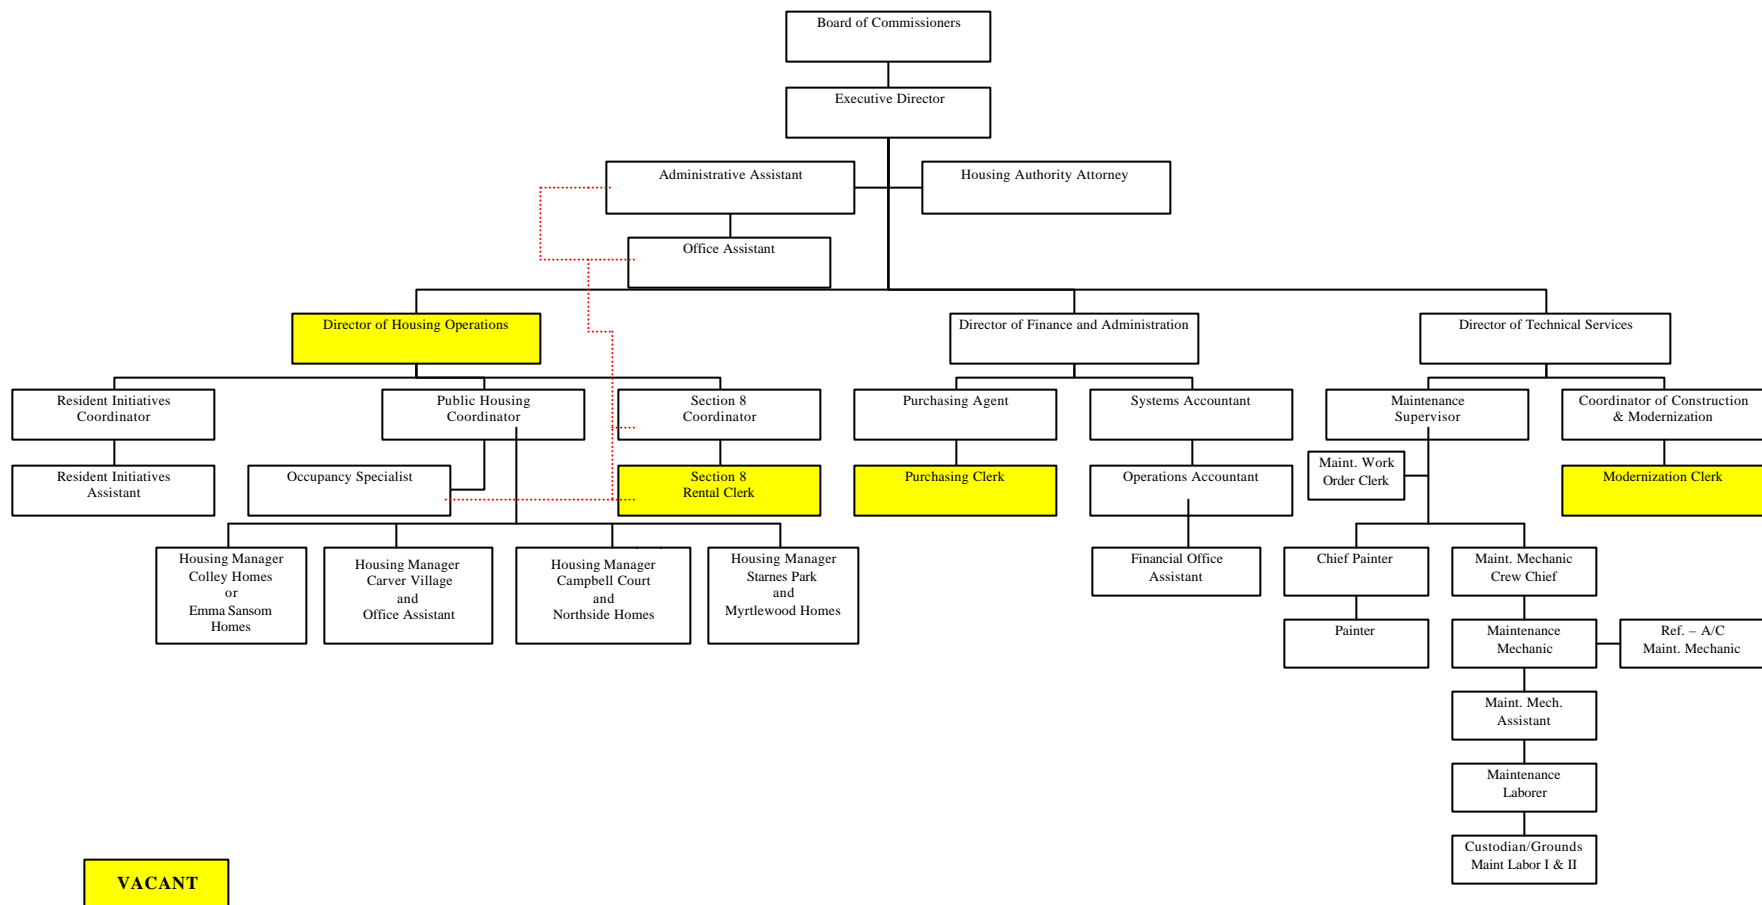 Board of Commissioners
Executive Director
Administrative Assistant
Housing Authority Attorney
Office Assistant
Director of Housing Operations
Director of Finance and Administration
Director of Technical Services
Resident Initiatives
Coordinator
Public Housing
Coordinator
Section 8
Coordinator
Purchasing Agent
Systems Accountant
Maintenance
Supervisor
Coordinator of Construction
& Modernization
Resident Initiatives
Assistant
Occupancy Specialist
Section 8
Rental Clerk
Purchasing Clerk
Operations Accountant
Maint. Work
Order Clerk
Modernization Clerk
Housing Manager
Colley Homes
or
Emma Sansom
Homes
Housing Manager
Carver Village
and
Office Assistant
Housing Manager
Campbell Court
and
Northside Homes
Housing Manager
Starnes Park
and
Myrtlewood Homes
Financial Office
Assistant
Chief Painter
Maint. Mechanic
Crew Chief
Painter
Maintenance
Mechanic
Ref. – A/C
Maint. Mechanic
Maint. Mech.
Assistant
Maintenance
Laborer
Custodian/Grounds
Maint Labor I & II
VACANT